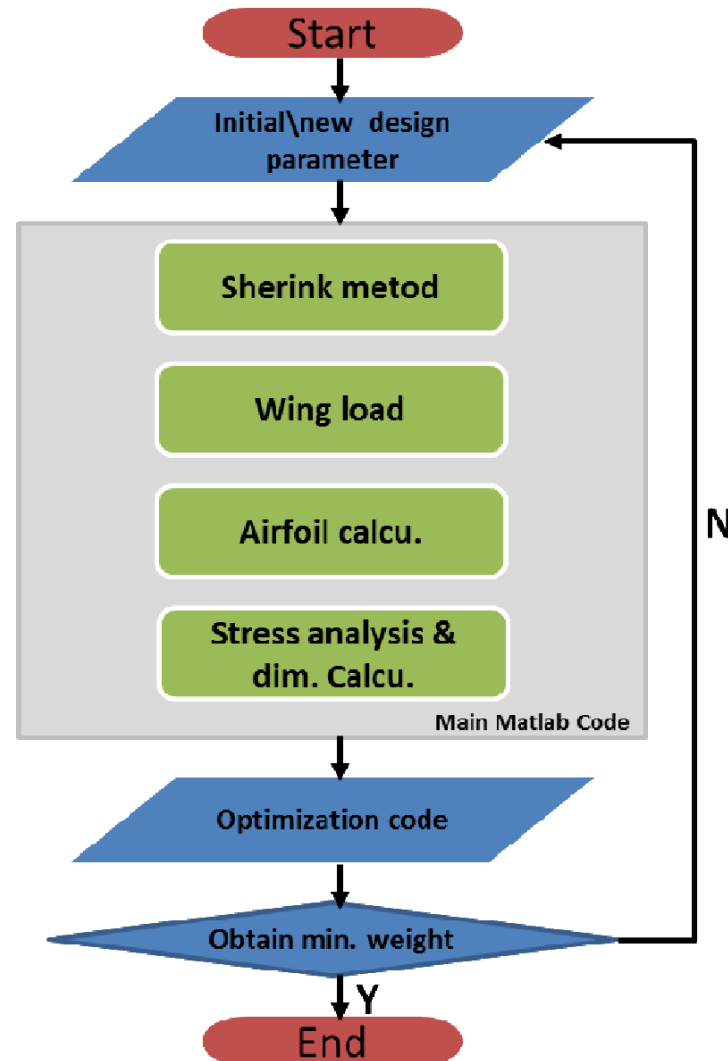 Start
Initial\new design
parameter
Sherink metod
Wing load
Airfoil calcu.
Stress analysis &
dim. Calcu.
Main Matlab Code
N
Optimization code
Obtain min. weight
Y
End